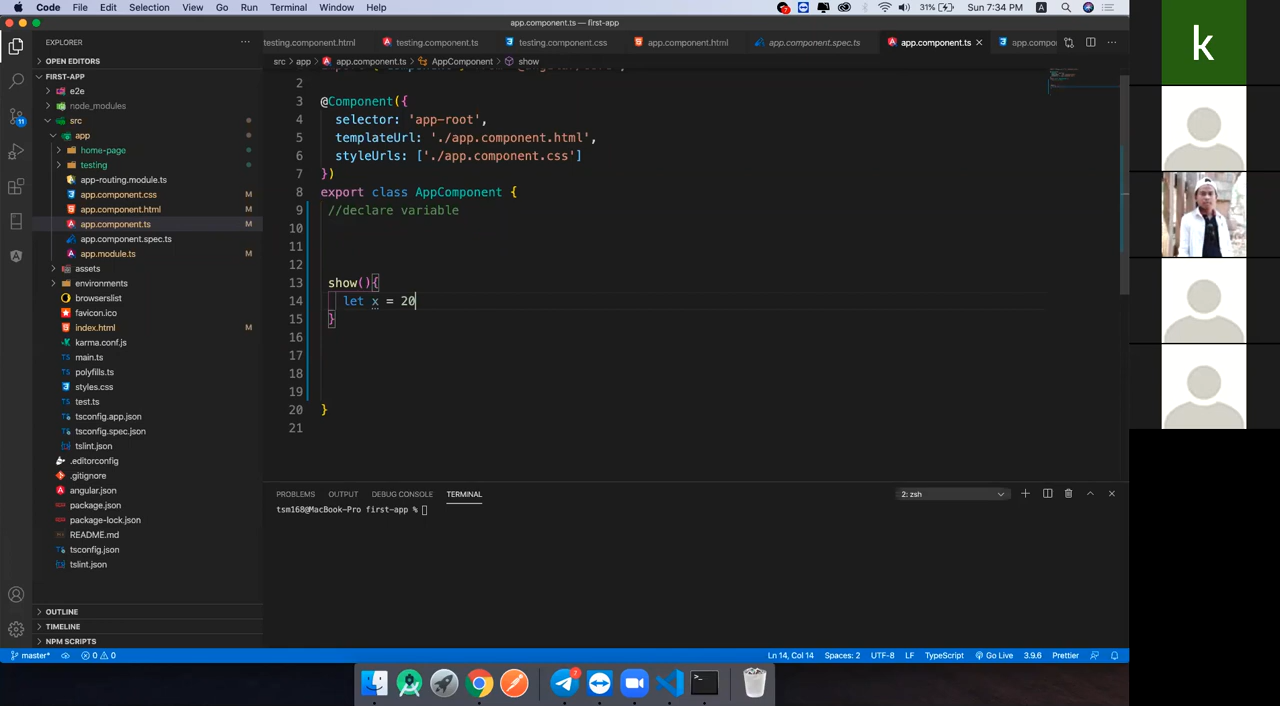 Code File Edit Selection View Go Run Terminal Window Help
7 31% Sun 7:34 PM A
app.component.ts — first-app
EXPLORER
testing.component.html testing.component.ts testing.component.css app.component.html app.component.spec.ts app.component.ts app.compon
OPEN EDITORS
src > app > app.component.ts > AppComponent > show
FIRST-APP
e2e
node_modules
src
app
home-page
testing
app-routing.module.ts
app.component.css M
app.component.html M
app.component.ts M
app.component.spec.ts
app.module.ts M
assets
environments
browserslist
favicon.ico
index.html M
karma.conf.js
main.ts
polyfills.ts
styles.css
test.ts
tsconfig.app.json
tsconfig.spec.json
tslint.json
.editorconfig
.gitignore
angular.json
package.json
package-lock.json
README.md
tsconfig.json
tslint.json
OUTLINE
TIMELINE
NPM SCRIPTS
11
2
3 @Component({
4 selector: 'app-root',
5 templateUrl: './app.component.html',
6 styleUrls: ['./app.component.css']
7 })
8 export class AppComponent {
9 //declare variable
10
11
12
13 show(){
14 let x = 20
15 }
16
17
18
19
20 }
21
PROBLEMS OUTPUT DEBUG CONSOLE TERMINAL 2: zsh
tsm168@MacBook-Pro first-app %
master* 0 0 Ln 14, Col 14 Spaces: 2 UTF-8 LF TypeScript Go Live 3.9.6 Prettier
7
k